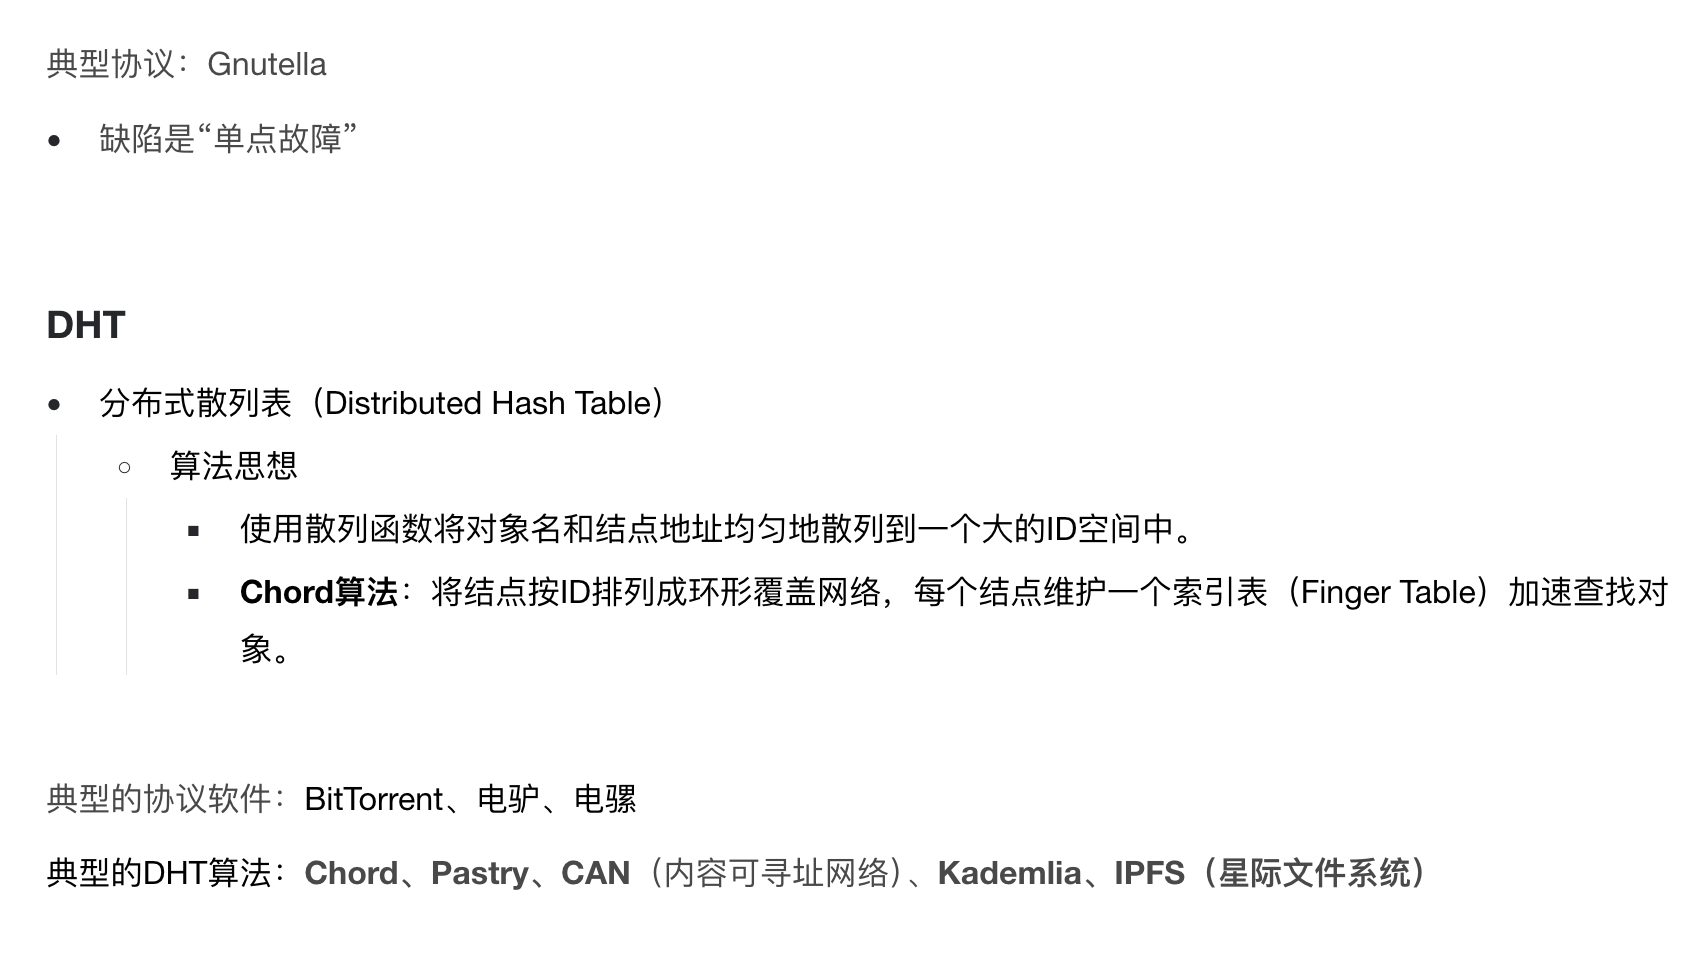 典型协议：Gnutella
• 缺陷是“单点故障”
DHT
• 分布式散列表（Distributed Hash Table）
○ 算法思想
▪ 使用散列函数将对象名和结点地址均匀地散列到一个大的ID空间中。
▪ Chord算法：将结点按ID排列成环形覆盖网络，每个结点维护一个索引表（Finger Table）加速查找对
象。
典型的协议软件：BitTorrent、电驴、电骡
典型的DHT算法：Chord、Pastry、CAN（内容可寻址网络）、Kademlia、IPFS（星际文件系统）